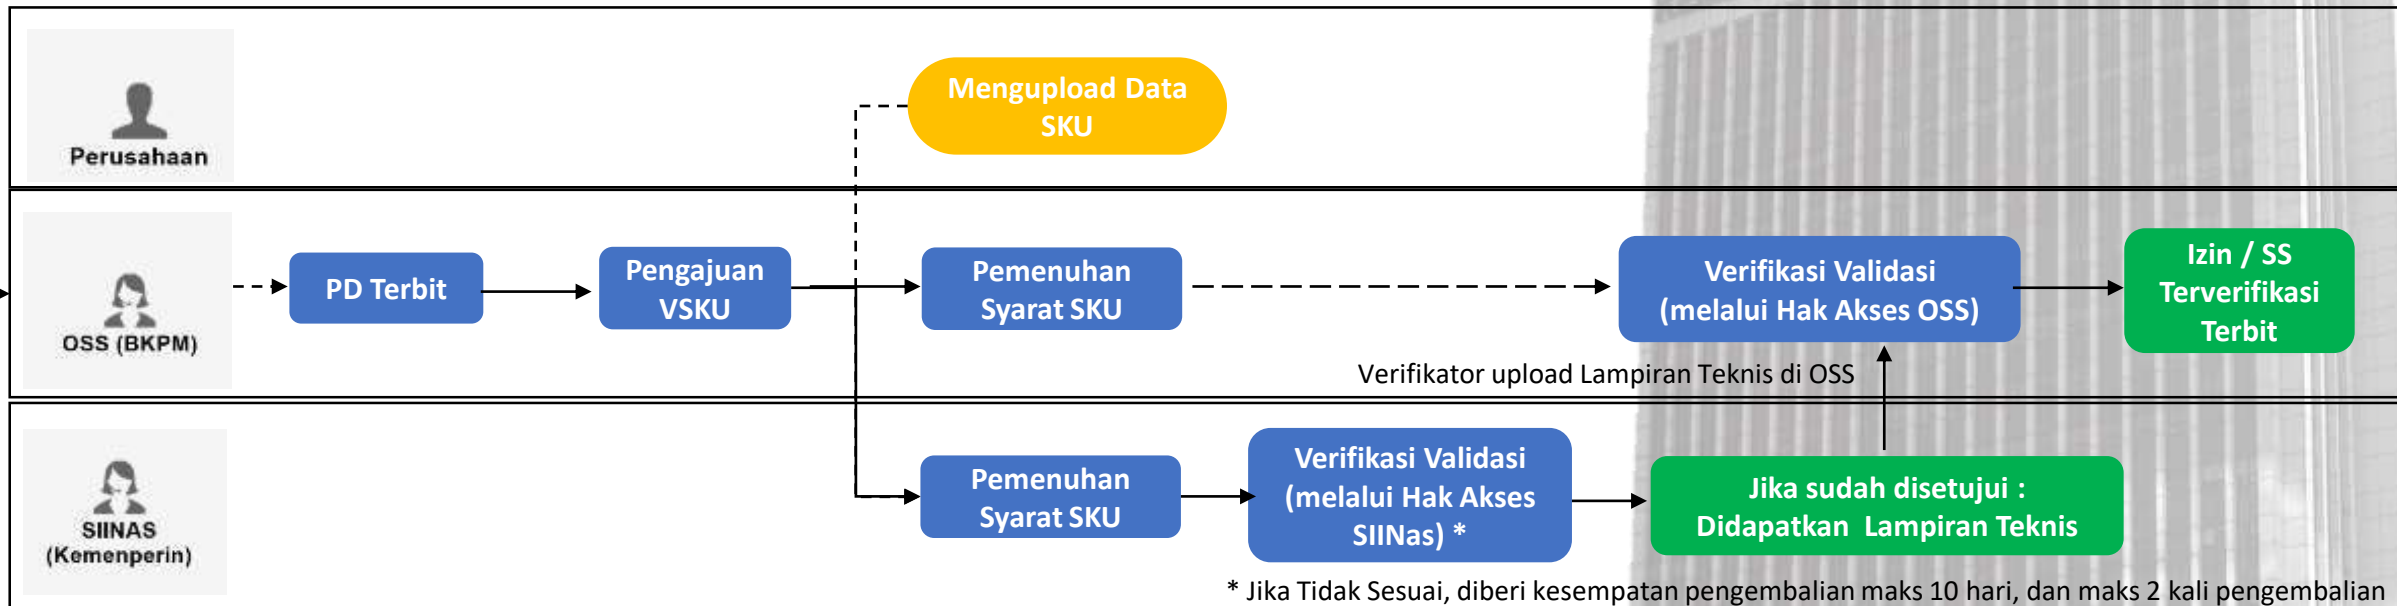 Perusahaan
Mengupload Data
SKU
OSS (BKPM)
PD Terbit
Pengajuan
VSKU
Pemenuhan
Syarat SKU
Verifikasi Validasi
(melalui Hak Akses OSS)
Izin / SS
Terverifikasi
Terbit
Verifikator upload Lampiran Teknis di OSS
SIINAS
(Kemenperin)
Pemenuhan
Syarat SKU
Verifikasi Validasi
(melalui Hak Akses
SIINas) *
Jika sudah disetujui :
Didapatkan Lampiran Teknis
* Jika Tidak Sesuai, diberi kesempatan pengembalian maks 10 hari, dan maks 2 kali pengembalian